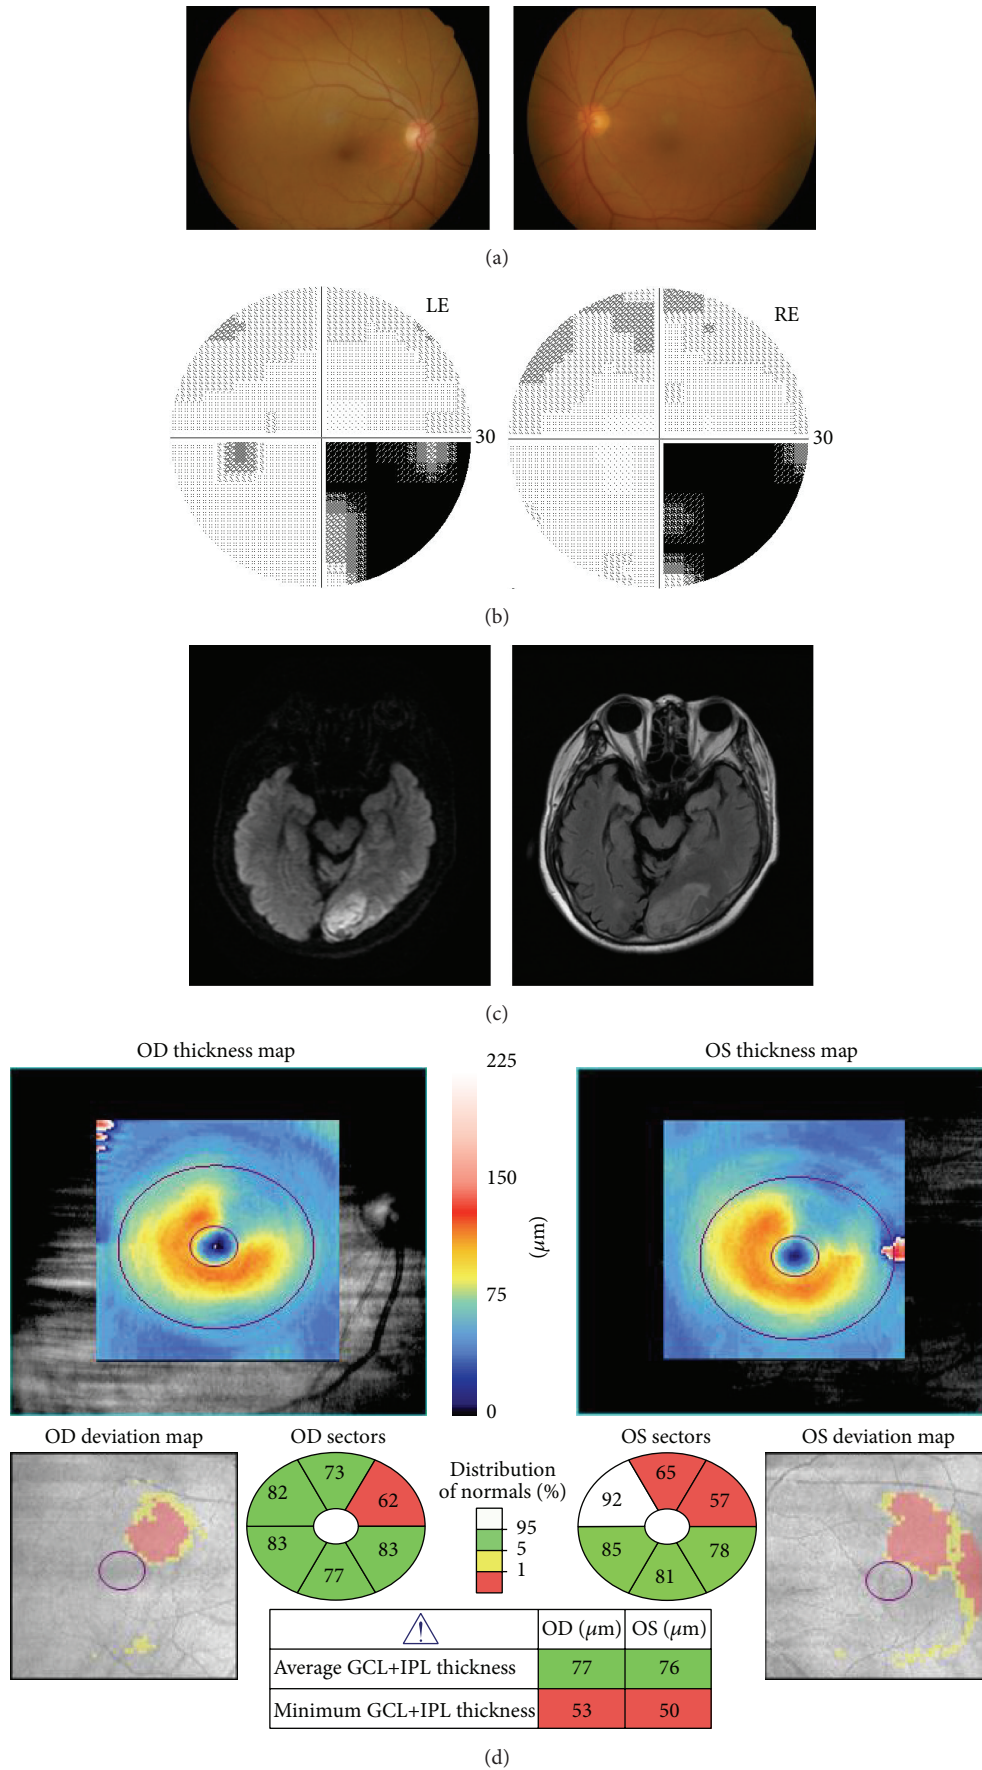 (a)
LE
RE
30
30
(b)
(c)
OD thickness map
OS thickness map
225
150
75
0
(μm)
OD deviation map
OD sectors
OS sectors
OS deviation map
73
82
62
83
83
77
Distribution
of normals (%)
95
5
1
65
92
57
85
78
81
OD (μm) OS (μm)
Average GCL+IPL thickness 77 76
Minimum GCL+IPL thickness 53 50
(d)